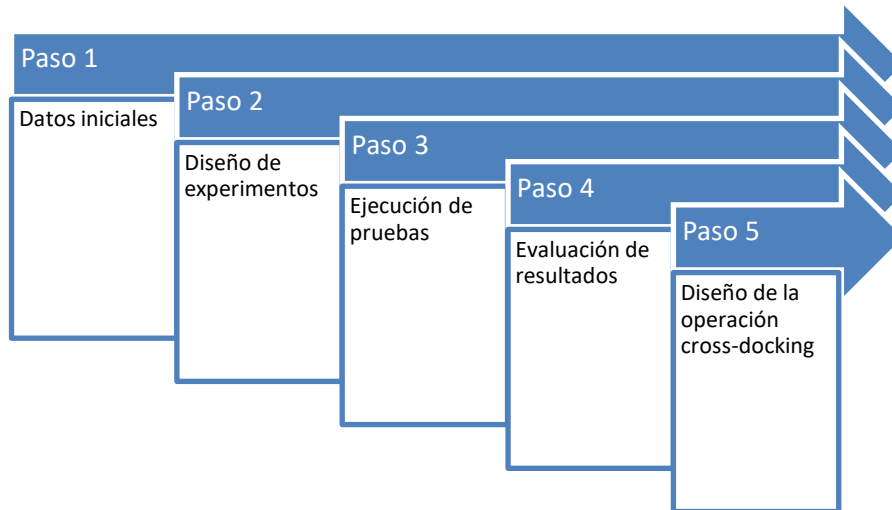 Paso 1
Datos iniciales
Paso 2
Diseño de
experimentos
Paso 3
Ejecución de
pruebas
Paso 4
Evaluación de
resultados
Paso 5
Diseño de la
operación
cross-docking